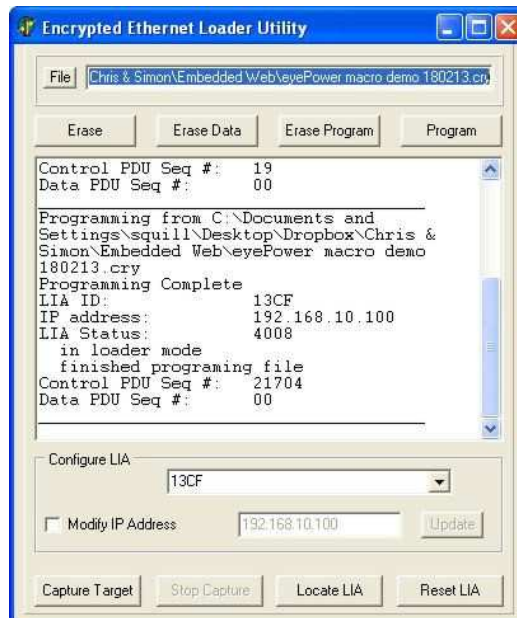 Encrypted Ethernet Loader Utility
File Chris & Simon\Embedded Web\eyePower macro demo 180213.cry
Erase Erase Data Erase Program Program
Control PDU Seq #: 19
Data PDU Seq #: 00
Programming from C:\Documents and
Settings\squill\Desktop\Dropbox\Chris &
Simon\Embedded Web\eyePower macro demo
180213.cry
Programming Complete
LIA ID: 13CF
IP address: 192.168.10.100
LIA Status: 4008
in loader mode
finished programing file
Control PDU Seq #: 21704
Data PDU Seq #: 00
Configure LIA
13CF
Modify IP Address 192.168.10.100 Update
Capture Target Stop Capture Locate LIA Reset LIA